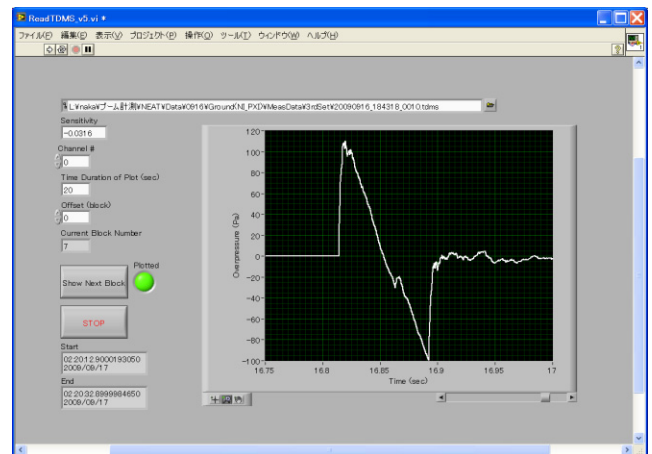 ReadTDMS_v5.vi *
ファイル(F) 編集(E) 表示(V) プロジェクト(P) 操作(O) ツール(T) ウィンドウ(W) ヘルプ(H)
L:¥naka¥ブーム計測¥NEAT¥Data¥0916¥Ground(NI_PXI)¥MeasData¥3rdSet¥20090916_184318_0010.tdms
Sensitivity
-0.0316
Channel #
0
Time Duration of Plot (sec)
20
Offset (block)
0
Current Block Number
7
Plotted
Show Next Block
STOP
Start
02:20:12.9000193050
2009/09/17
End
02:20:32.8999984650
2009/09/17
Overpressure (Pa)
120
100
80
60
40
20
0
-20
-40
-60
-80
-100
16.75 16.8 16.85 16.9 16.95 17
Time (sec)